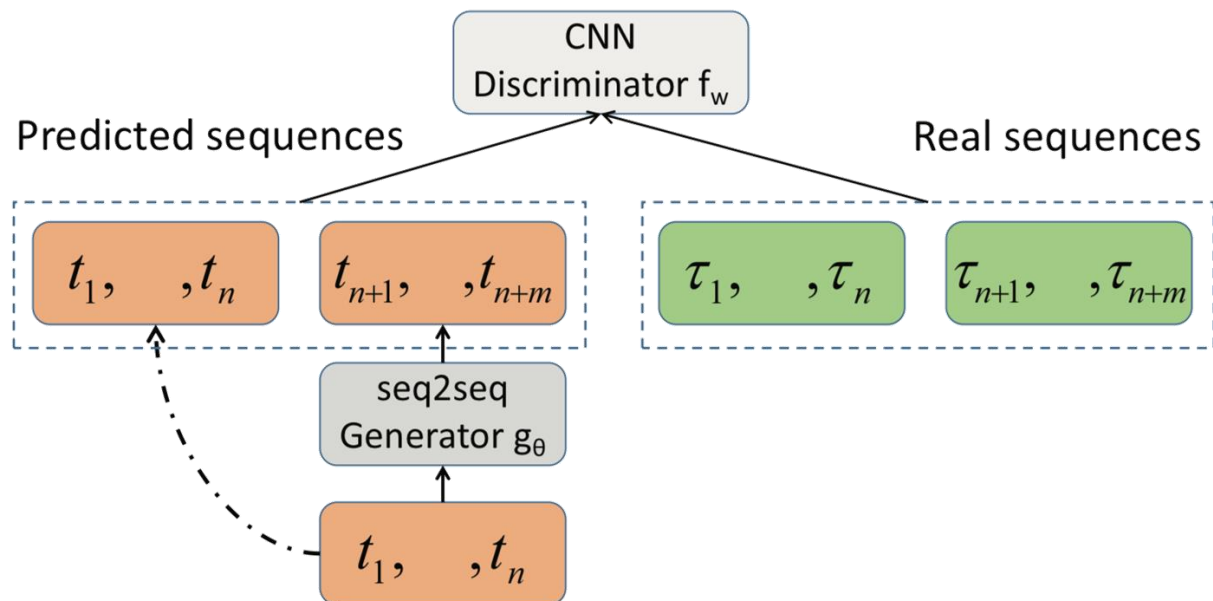 CNN
Discriminator f_w
Predicted sequences
Real sequences
t_1, ,t_n
t_{n+1}, ,t_{n+m}
τ_1, ,τ_n
τ_{n+1}, ,τ_{n+m}
seq2seq
Generator g_θ
t_1, ,t_n